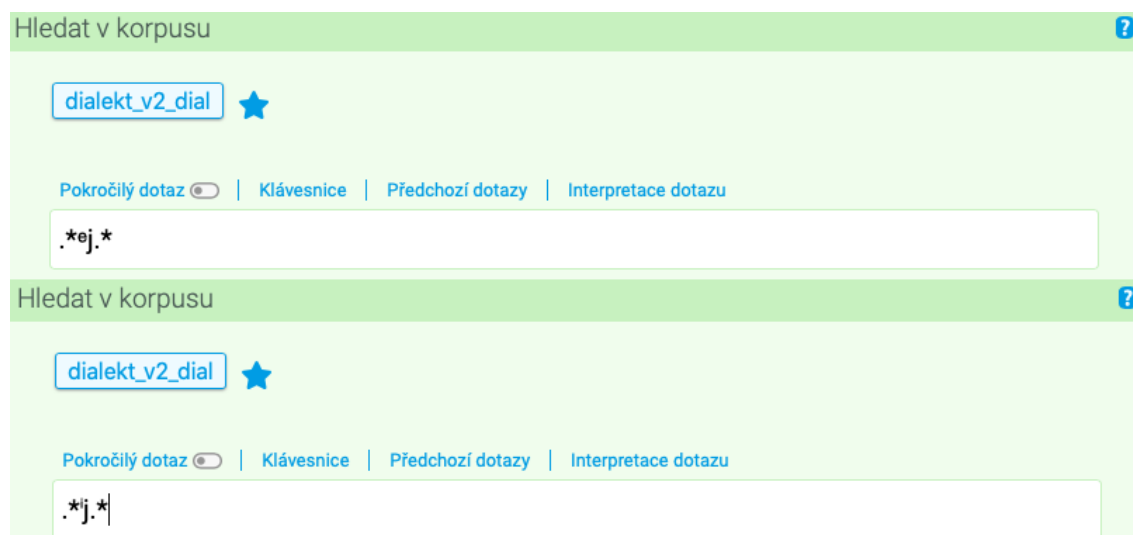 Hledat v korpusu ?
dialekt_v2_dial
Pokročilý dotaz | Klávesnice | Předchozí dotazy | Interpretace dotazu
.*ᵉj.*
Hledat v korpusu ?
dialekt_v2_dial
Pokročilý dotaz | Klávesnice | Předchozí dotazy | Interpretace dotazu
.*ⁱj.*